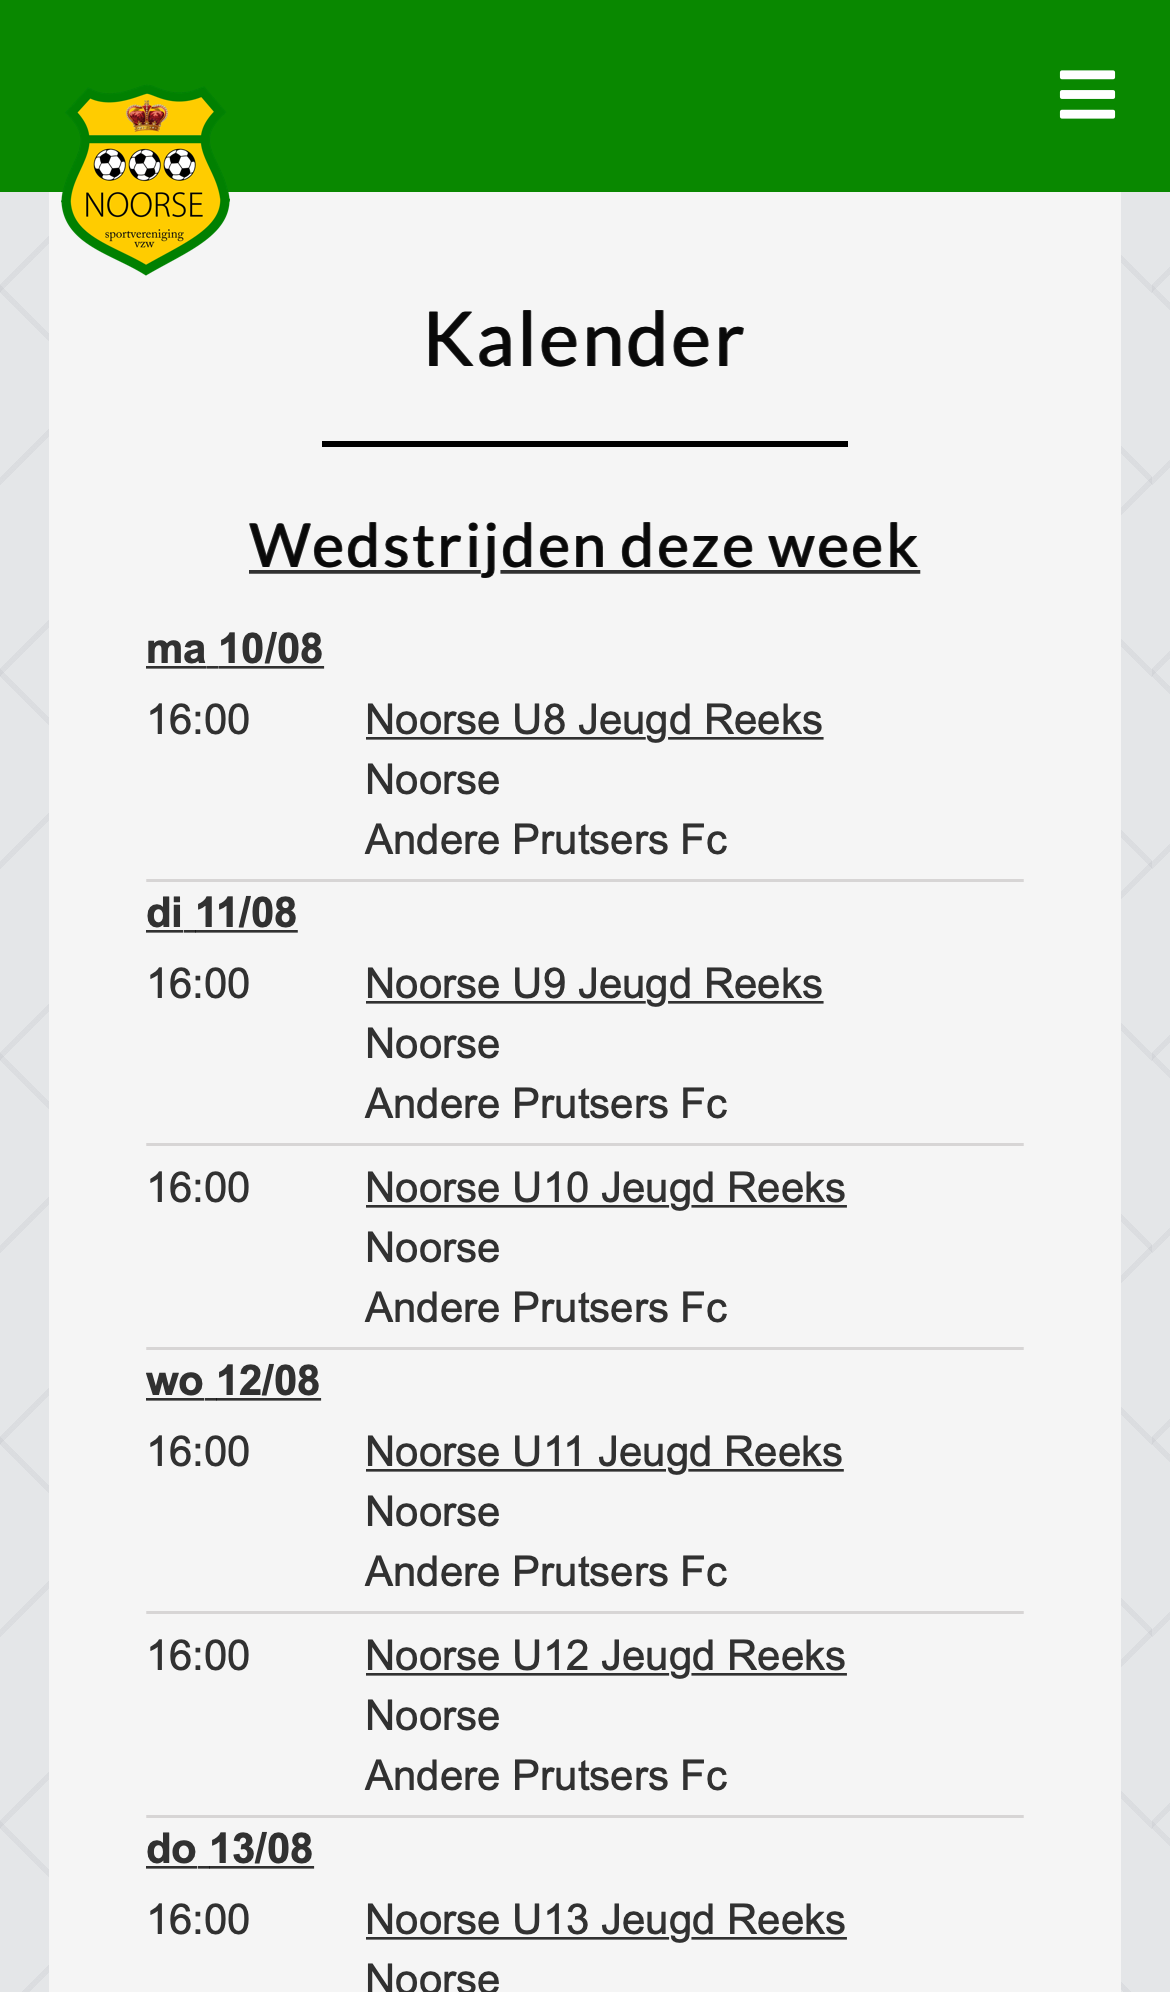 NOORSE
sportvereniging
vzw
Kalender
Wedstrijden deze week
ma 10/08
16:00 Noorse U8 Jeugd Reeks
Noorse
Andere Prutsers Fc
di 11/08
16:00 Noorse U9 Jeugd Reeks
Noorse
Andere Prutsers Fc
16:00 Noorse U10 Jeugd Reeks
Noorse
Andere Prutsers Fc
wo 12/08
16:00 Noorse U11 Jeugd Reeks
Noorse
Andere Prutsers Fc
16:00 Noorse U12 Jeugd Reeks
Noorse
Andere Prutsers Fc
do 13/08
16:00 Noorse U13 Jeugd Reeks
Noorse